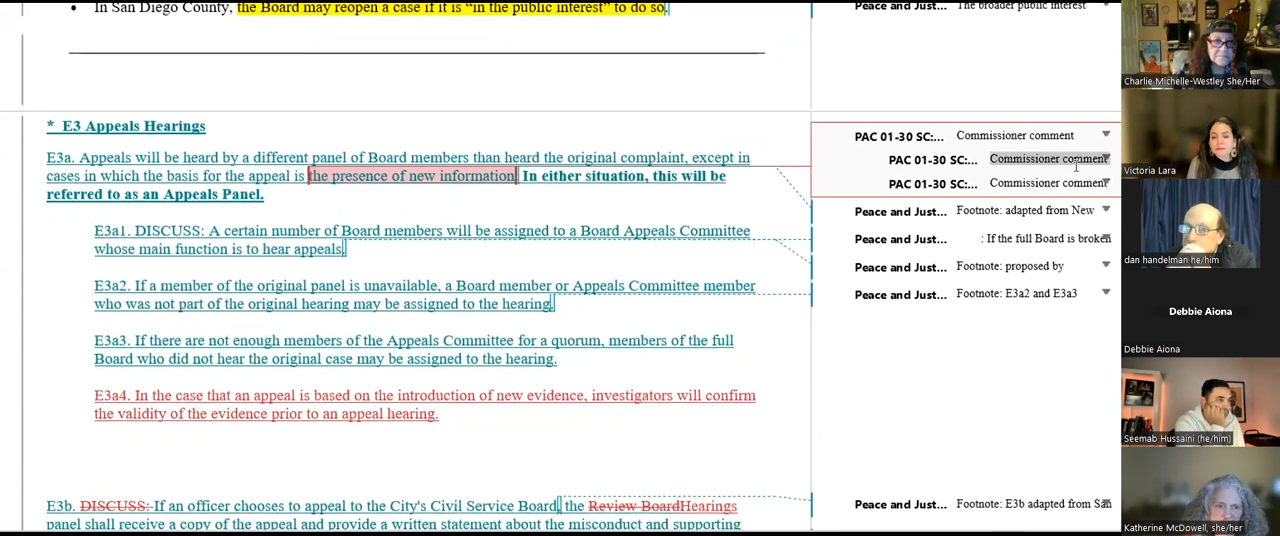 • In San Diego County, the Board may reopen a case if it is “in the public interest” to do so.
* E3 Appeals Hearings
E3a. Appeals will be heard by a different panel of Board members than heard the original complaint, except in
cases in which the basis for the appeal is the presence of new information. In either situation, this will be
referred to as an Appeals Panel.
E3a1. DISCUSS: A certain number of Board members will be assigned to a Board Appeals Committee
whose main function is to hear appeals.
E3a2. If a member of the original panel is unavailable, a Board member or Appeals Committee member
who was not part of the original hearing may be assigned to the hearing.
E3a3. If there are not enough members of the Appeals Committee for a quorum, members of the full
Board who did not hear the original case may be assigned to the hearing.
E3a4. In the case that an appeal is based on the introduction of new evidence, investigators will confirm
the validity of the evidence prior to an appeal hearing.
E3b. DISCUSS: If an officer chooses to appeal to the City's Civil Service Board, the Review BoardHearings
panel shall receive a copy of the appeal and provide a written statement about the misconduct and supporting
Peace and Just... The broader public interest
PAC 01-30 SC:... Commissioner comment
PAC 01-30 SC:... Commissioner comment
PAC 01-30 SC:... Commissioner comment
Peace and Just... Footnote: adapted from New
Peace and Just... : If the full Board is broken
Peace and Just... Footnote: proposed by
Peace and Just... Footnote: E3a2 and E3a3
Peace and Just... Footnote: E3b adapted from San
Charlie Michelle-Westley She/Her
Victoria Lara
dan handelman he/him
Debbie Aiona
Debbie Aiona
Seemab Hussaini (he/him)
Katherine McDowell, she/her